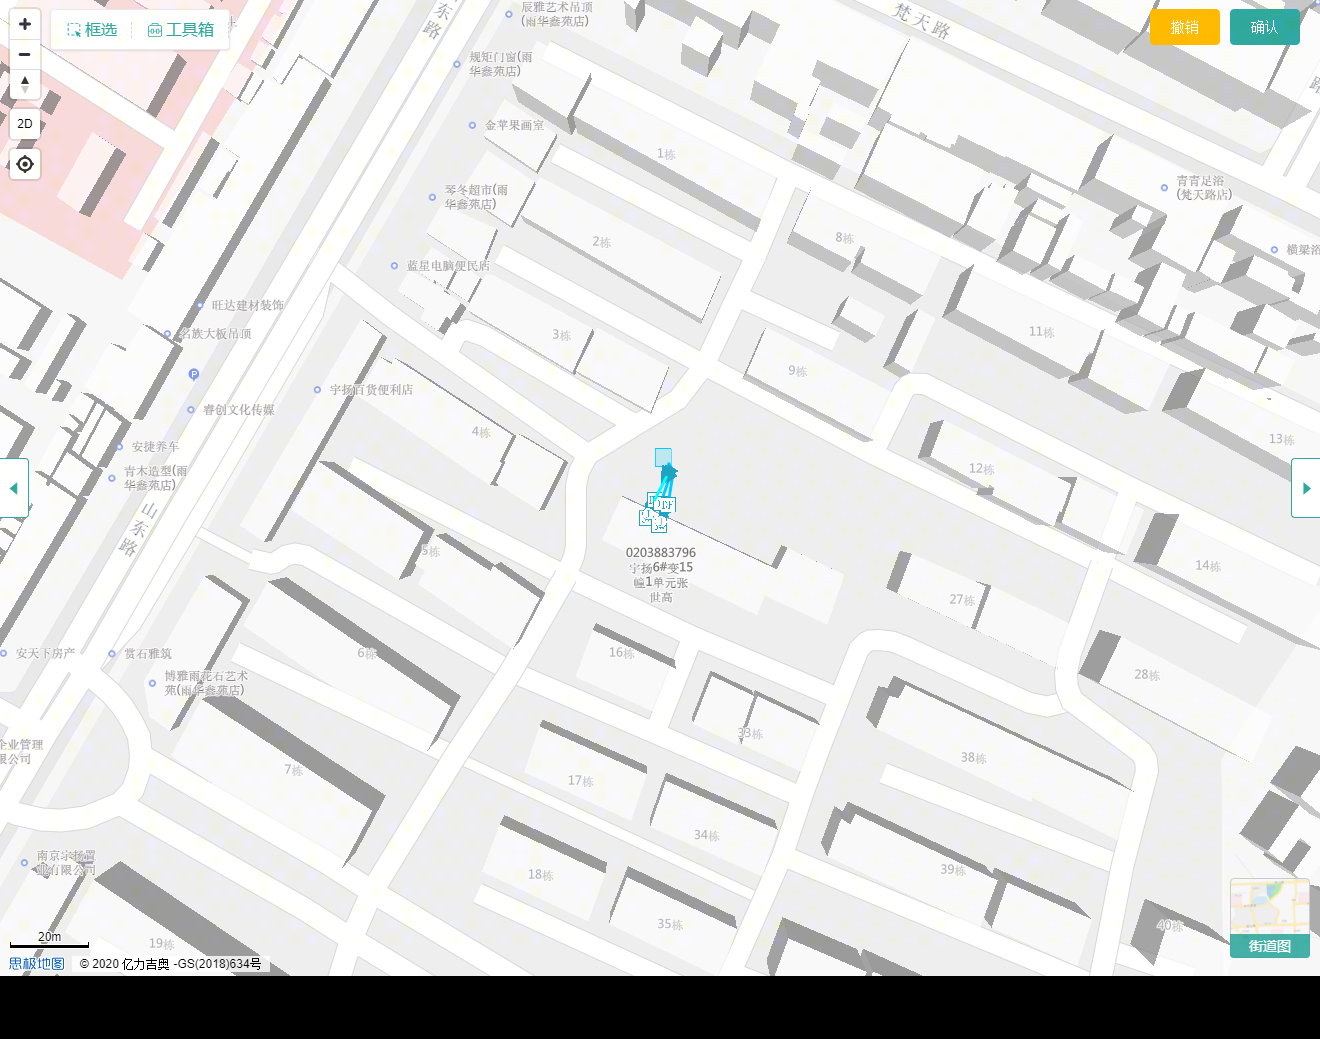 框选
工具箱
撤销
确认
2D
梵天路
东路
辰雅艺术吊顶
(雨华鑫苑店)
规矩门窗(雨
华鑫苑店)
金苹果画室
1栋
琴冬超市(雨
华鑫苑店)
青青足浴
(梵天路店)
2栋
8栋
横梁浴
蓝星电脑便民店
旺达建材装饰
名族大板吊顶
3栋
11栋
P
9栋
宇扬百货便利店
睿创文化传媒
4栋
13栋
安捷养车
青木造型(雨
华鑫苑店)
12栋
山东路
5栋
0203883796
宇扬6#变15
幢1单元张
世高
14栋
27栋
安天下房产
赏石雅筑
6栋
16栋
28栋
博雅雨花石艺术
苑(雨华鑫苑店)
33栋
企业管理
限公司
7栋
17栋
38栋
34栋
南京宗扬置
业有限公司
18栋
39栋
35栋
40栋
19栋
20m
街道图
思极地图
© 2020 亿力吉奥 -GS(2018)634号